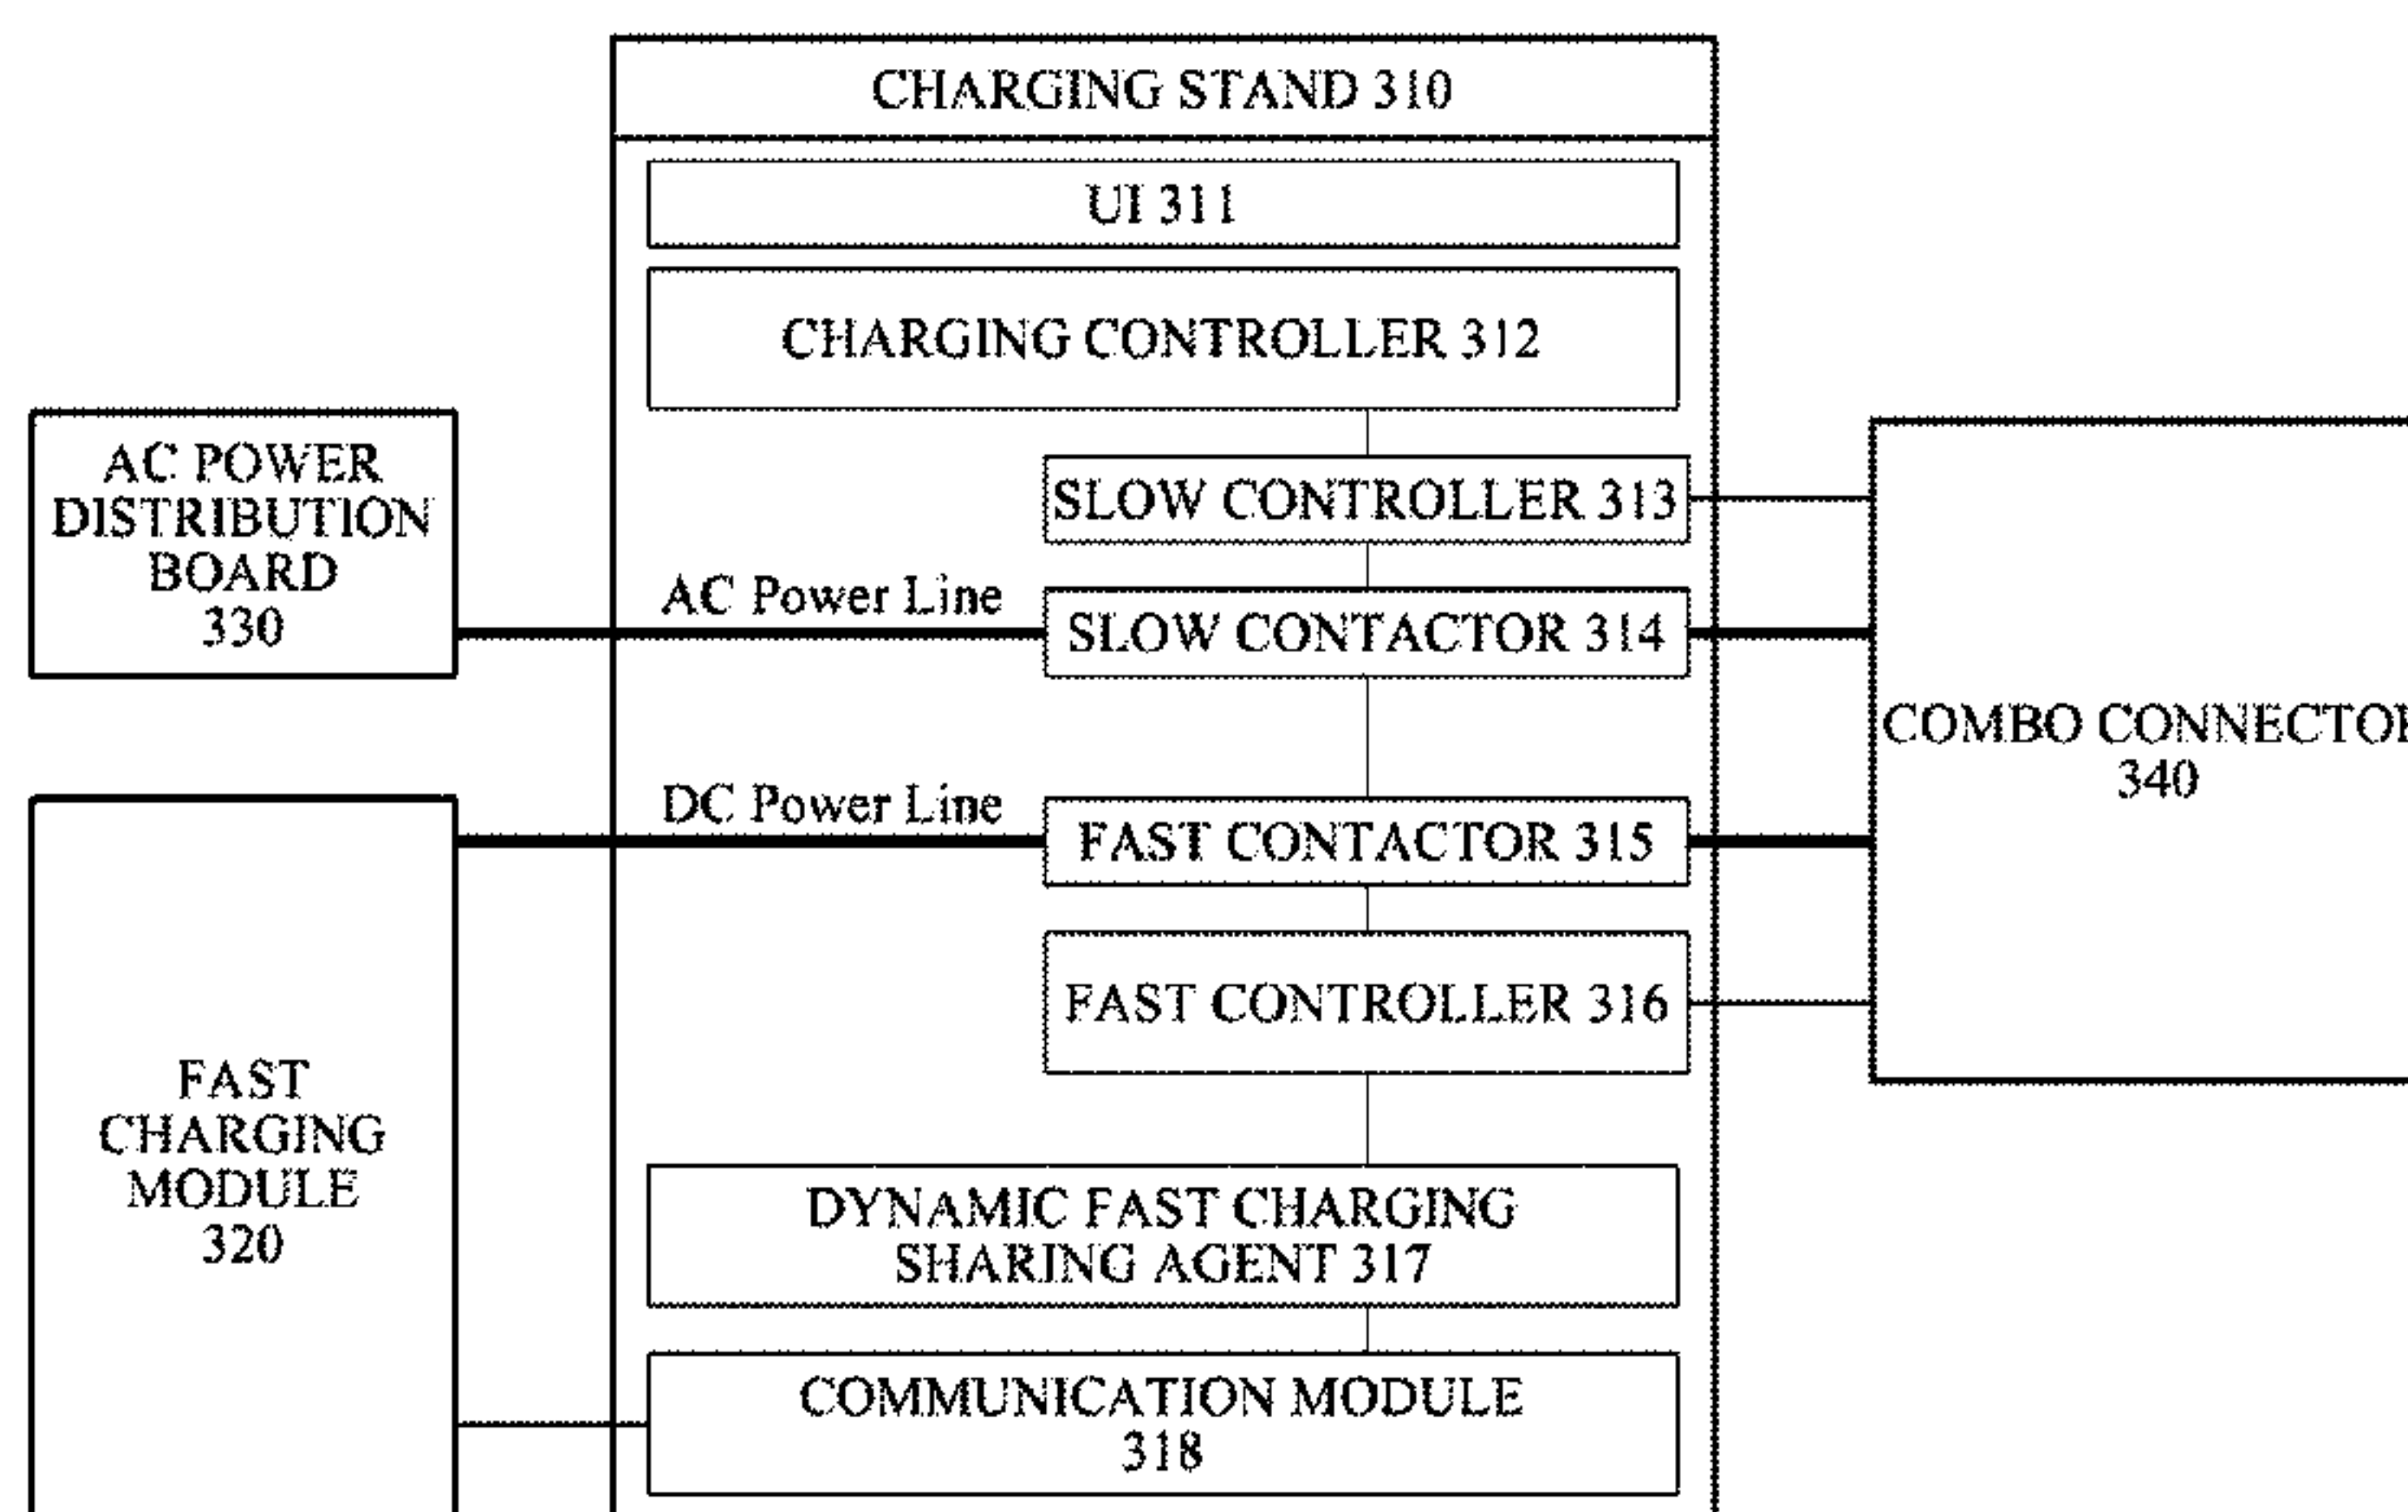 CHARGING STAND 310
UI 311
CHARGING CONTROLLER 312
AC POWER
DISTRIBUTION
BOARD
330
SLOW CONTROLLER 313
AC Power Line
SLOW CONTACTOR 314
COMBO CONNECTOR
340
DC Power Line
FAST CONTACTOR 315
FAST CONTROLLER 316
FAST
CHARGING
MODULE
320
DYNAMIC FAST CHARGING
SHARING AGENT 317
COMMUNICATION MODULE
318